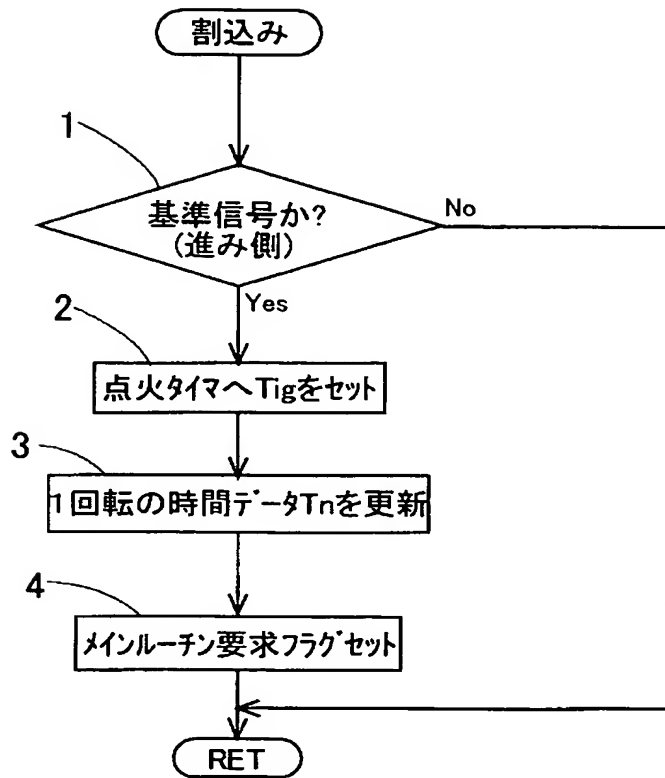 割込み
1
基準信号か?
(進み側)
No
Yes
2
点火タイマへTigをセット
3
1回転の時間データTnを更新
4
メインルーチン要求フラグセット
RET